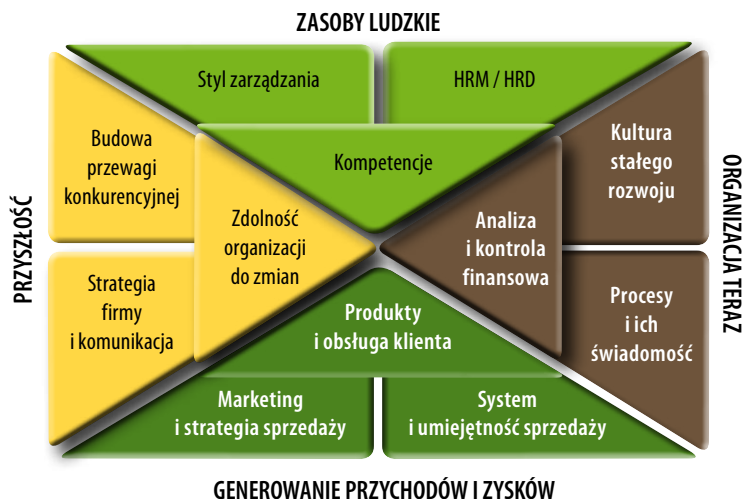 ZASOBY LUDZKIE
Styl zarządzania
HRM / HRD
Kompetencje
PRZYSZŁOŚĆ
Budowa
przewagi
konkurencyjnej
Zdolność
organizacji
do zmian
Strategia
firmy
i komunikacja
Analiza
i kontrola
finansowa
Kultura
stałego
rozwoju
Procesy
i ich
świadomość
ORGANIZACJA TERAZ
Produkty
i obsługa klienta
Marketing
i strategia sprzedaży
System
i umiejętność sprzedaży
GENEROWANIE PRZYCHODÓW I ZYSKÓW